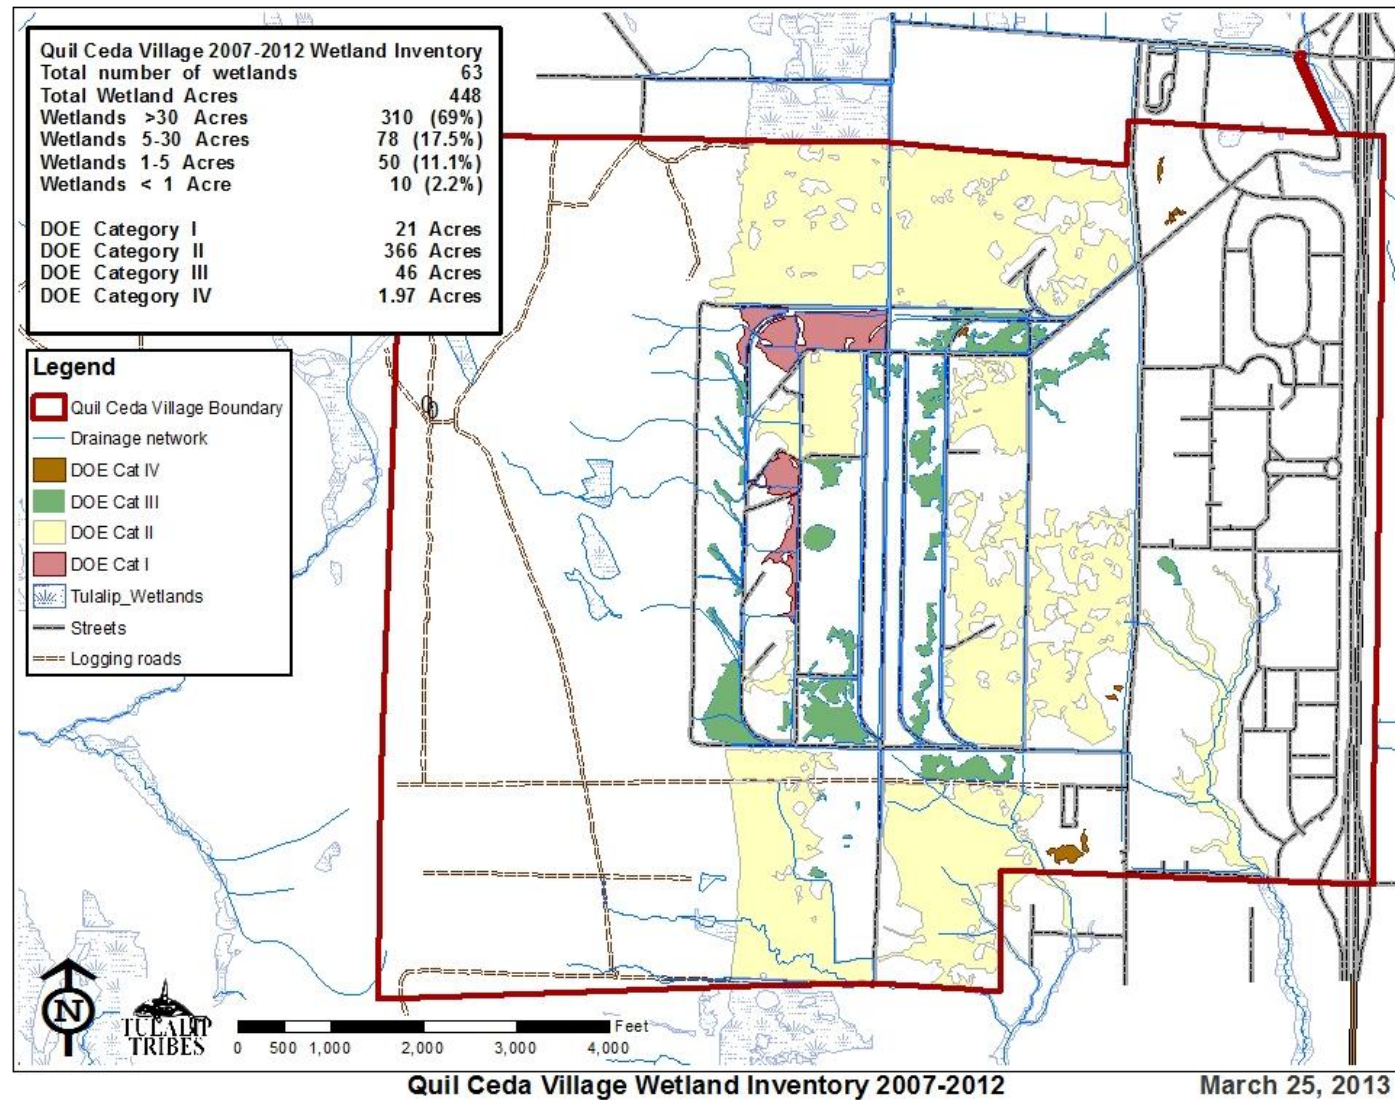 Quil Ceda Village 2007-2012 Wetland Inventory
Total number of wetlands 63
Total Wetland Acres 448
Wetlands >30 Acres 310 (69%)
Wetlands 5-30 Acres 78 (17.5%)
Wetlands 1-5 Acres 50 (11.1%)
Wetlands < 1 Acre 10 (2.2%)
DOE Category I 21 Acres
DOE Category II 366 Acres
DOE Category III 46 Acres
DOE Category IV 1.97 Acres
Legend
Quil Ceda Village Boundary
Drainage network
DOE Cat IV
DOE Cat III
DOE Cat II
DOE Cat I
Tulalip_Wetlands
Streets
Logging roads
N
TULALIP
TRIBES
Feet
0 500 1,000 2,000 3,000 4,000
Quil Ceda Village Wetland Inventory 2007-2012 March 25, 2013